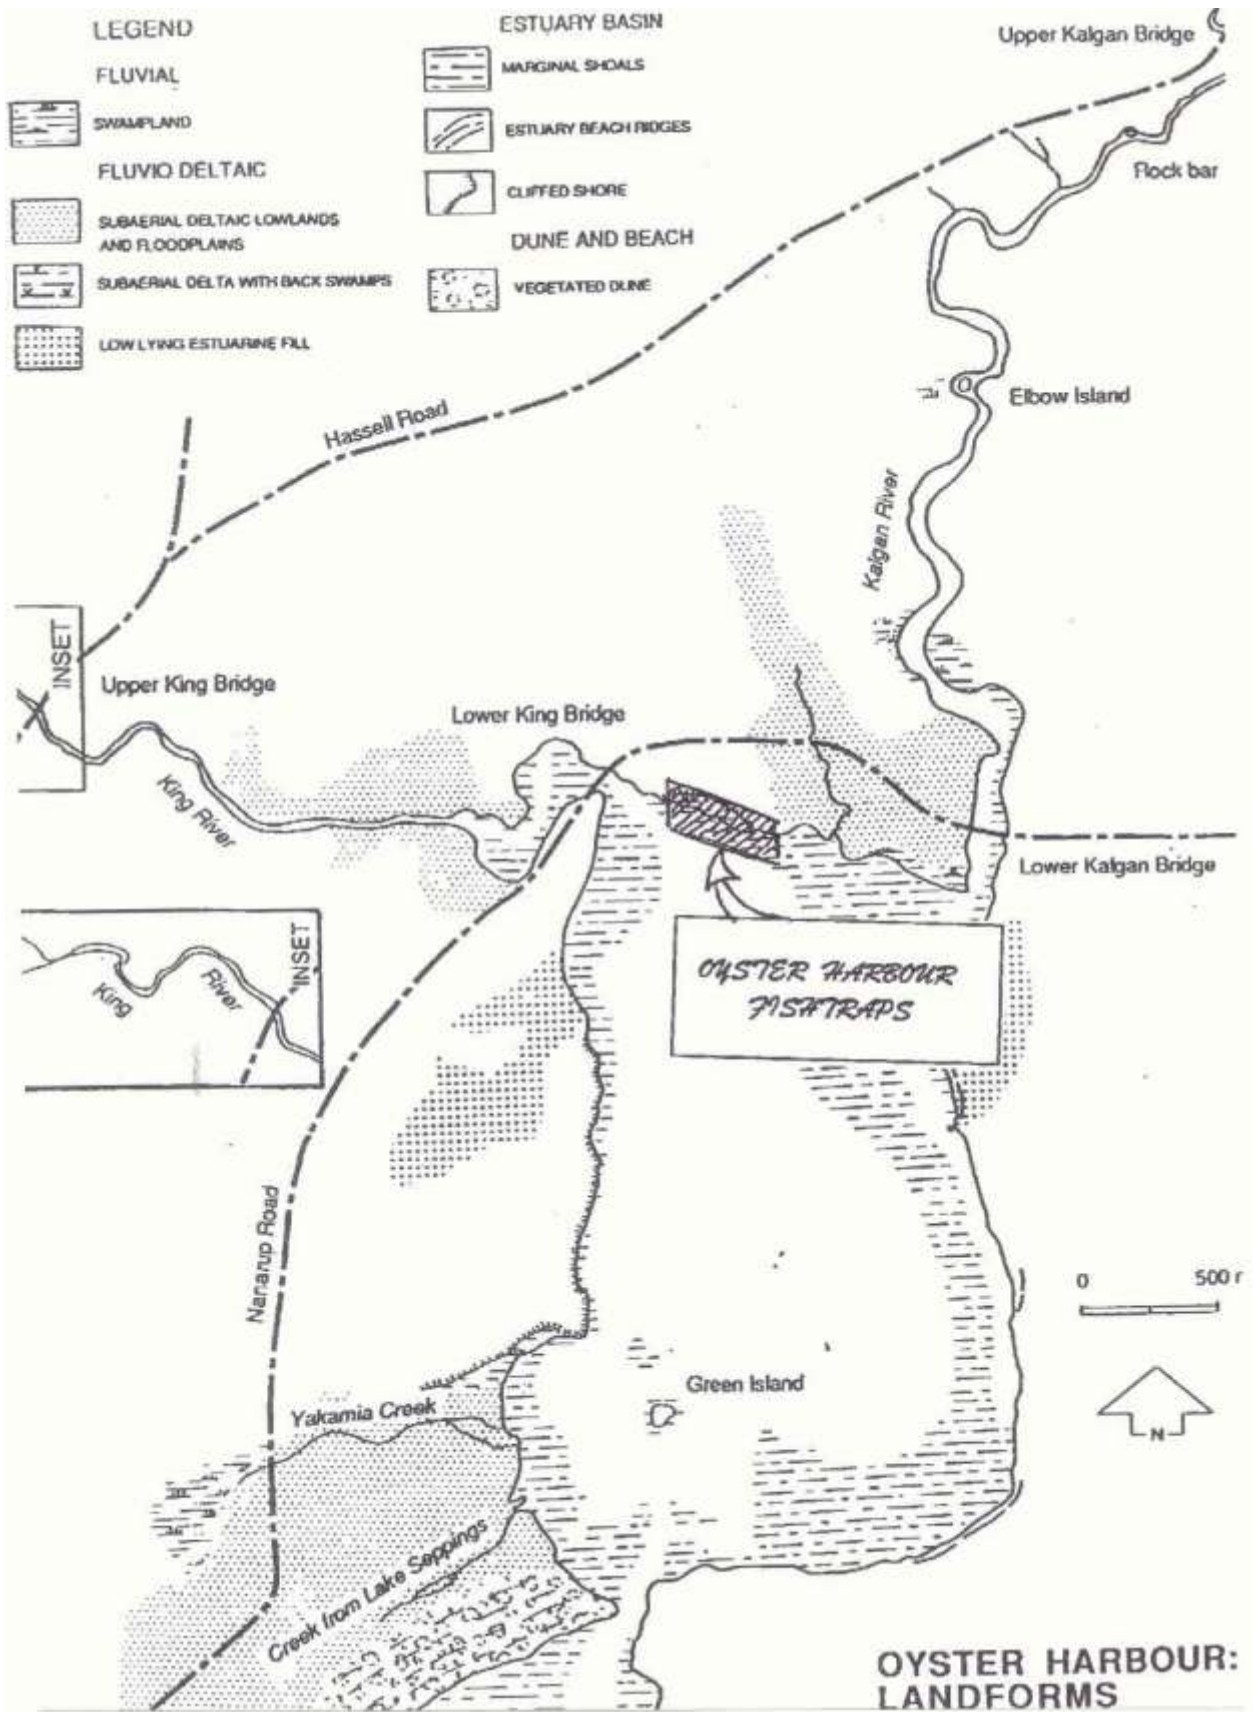 LEGEND
FLUVIAL
SWAMPLAND
FLUVIO DELTAIC
SUBAERIAL DELTAIC LOWLANDS
AND FLOODPLAINS
SUBAERIAL DELTA WITH BACK SWAMPS
LOW LYING ESTUARINE FILL
ESTUARY BASIN
MARGINAL SHOALS
ESTUARY BEACH RIDGES
CLIFFED SHORE
DUNE AND BEACH
VEGETATED DUNE
Upper Kalgan Bridge
Rock bar
Elbow Island
Hassell Road
Kalgan River
INSET
Upper King Bridge
Lower King Bridge
King River
Lower Kalgan Bridge
OYSTER HARBOUR
FISHTRAPS
INSET
King River
Nanarup Road
0 500 r
Green Island
N
Yakamia Creek
Creek from Lake Seppings
OYSTER HARBOUR:
LANDFORMS